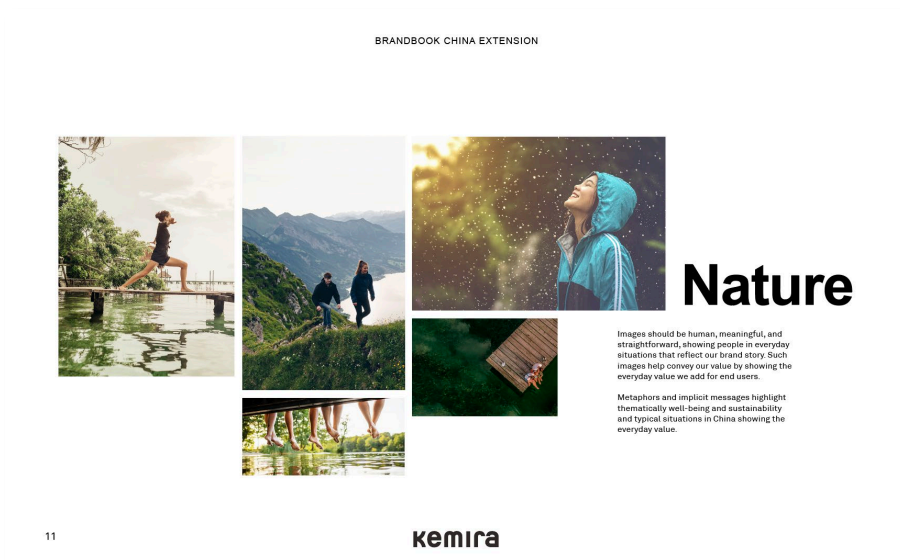 BRANDBOOK CHINA EXTENSION
Nature
Images should be human, meaningful, and
straightforward, showing people in everyday
situations that reflect our brand story. Such
images help convey our value by showing the
everyday value we add for end users.
Metaphors and implicit messages highlight
thematically well-being and sustainability
and typical situations in China showing the
everyday value.
11
kemira